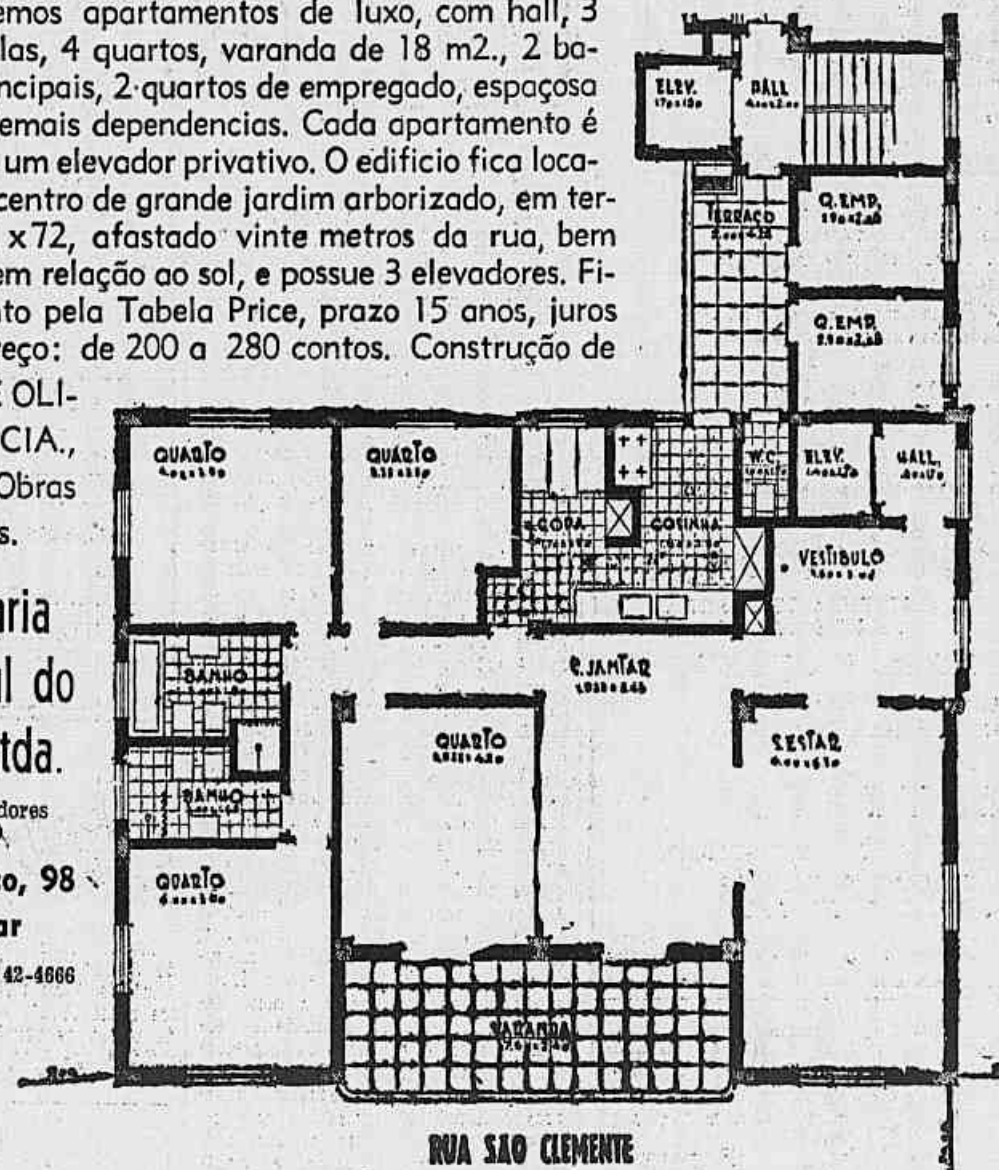 emos apartamentos de luxo, com hall, 3
las, 4 quartos, varanda de 18 m2., 2 ba-
ncipais, 2 quartos de empregado, espaçosa
emais dependencias. Cada apartamento é
um elevador privativo. O edificio fica loca-
centro de grande jardim arborizado, em ter-
x72, afastado vinte metros da rua, bem
em relação ao sol, e possue 3 elevadores. Fi-
nto pela Tabela Price, prazo 15 anos, juros
reço: de 200 a 280 contos. Construção de
E OLI-
CIA.,
Obras
s.
aria
al do
tda.
dores
co, 98
ar
42-4666
ELEV.
HALL
TERRAÇO
Q. EMP.
Q. EMP.
QUARTO
QUARTO
COPA
COSINHA
W.C.
ELEV.
HALL
VESTIBULO
BANHO
S. JANTAR
QUARTO
S. ESTAR
BANHO
QUARTO
VARANDA
RUA SÃO CLEMENTE